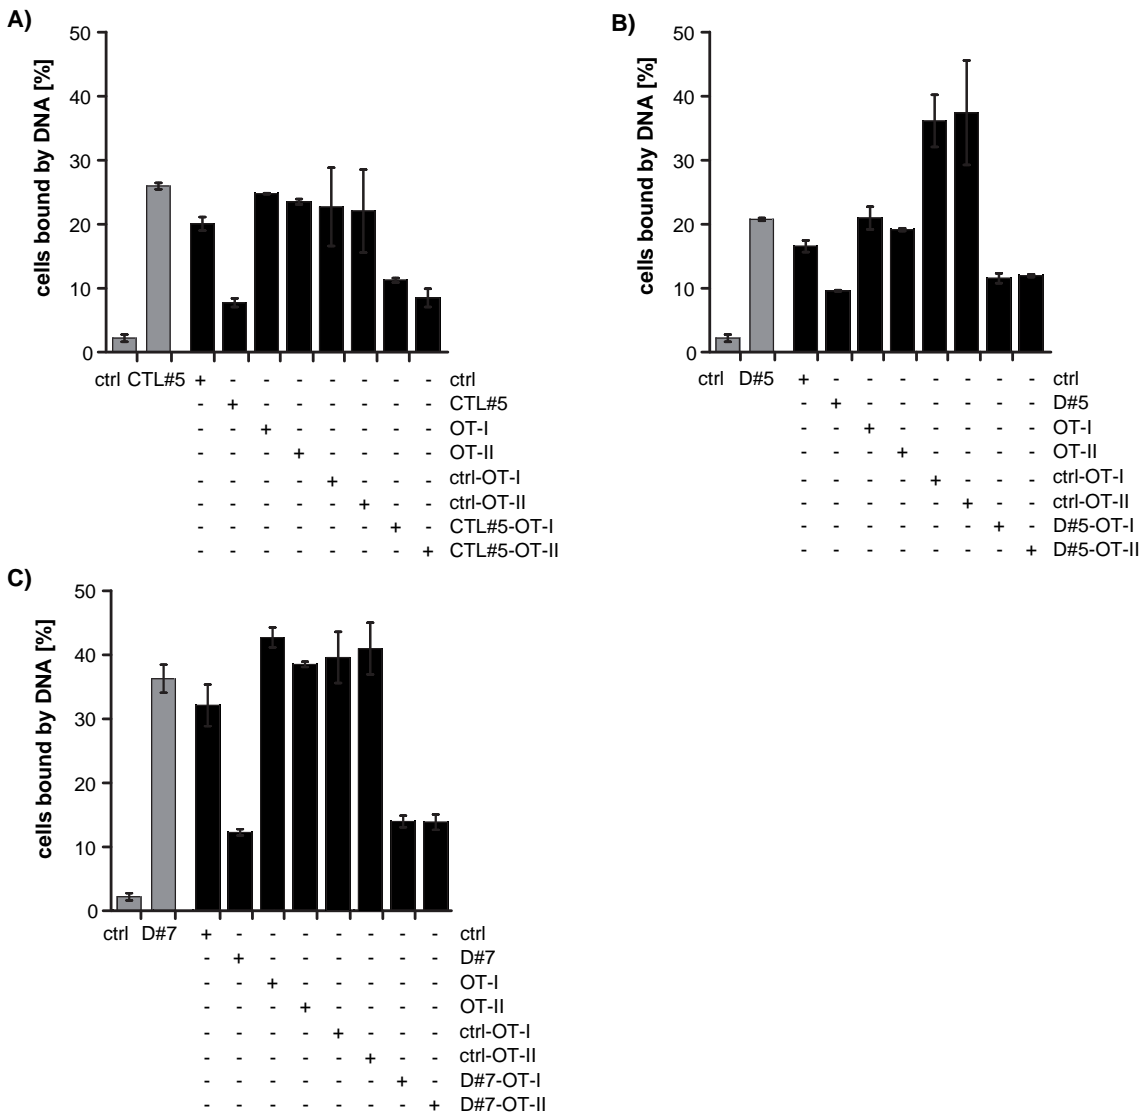 A)
cells bound by DNA [%]
50
40
30
20
10
0
ctrl CTL#5 + - - - - - - - ctrl
- + - - - - - - CTL#5
- - + - - - - - OT-I
- - - + - - - - OT-II
- - - - + - - - ctrl-OT-I
- - - - - + - - ctrl-OT-II
- - - - - - + - CTL#5-OT-I
- - - - - - - + CTL#5-OT-II
B)
cells bound by DNA [%]
50
40
30
20
10
0
ctrl D#5 + - - - - - - - ctrl
- + - - - - - - D#5
- - + - - - - - OT-I
- - - + - - - - OT-II
- - - - + - - - ctrl-OT-I
- - - - - + - - ctrl-OT-II
- - - - - - + - D#5-OT-I
- - - - - - - + D#5-OT-II
C)
cells bound by DNA [%]
50
40
30
20
10
0
ctrl D#7 + - - - - - - - ctrl
- + - - - - - - D#7
- - + - - - - - OT-I
- - - + - - - - OT-II
- - - - + - - - ctrl-OT-I
- - - - - + - - ctrl-OT-II
- - - - - - + - D#7-OT-I
- - - - - - - + D#7-OT-II